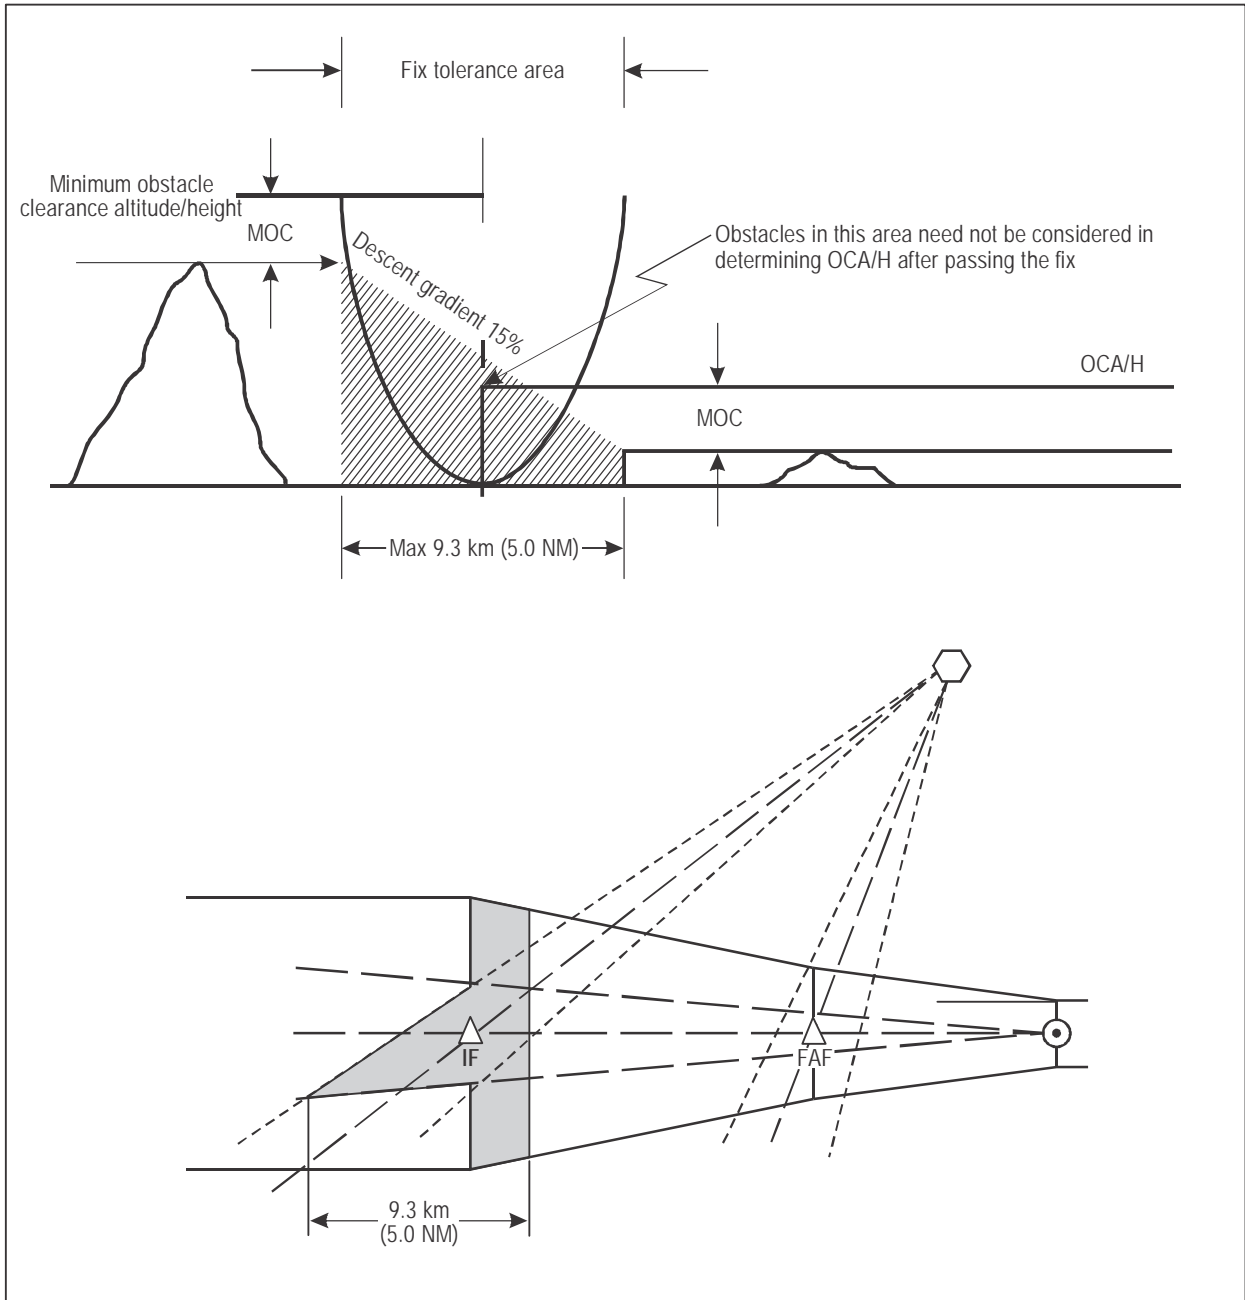 Fix tolerance area
Minimum obstacle
clearance altitude/height
MOC
Descent gradient 15%
Obstacles in this area need not be considered in
determining OCA/H after passing the fix
OCA/H
MOC
Max 9.3 km (5.0 NM)
IF
FAF
9.3 km
(5.0 NM)